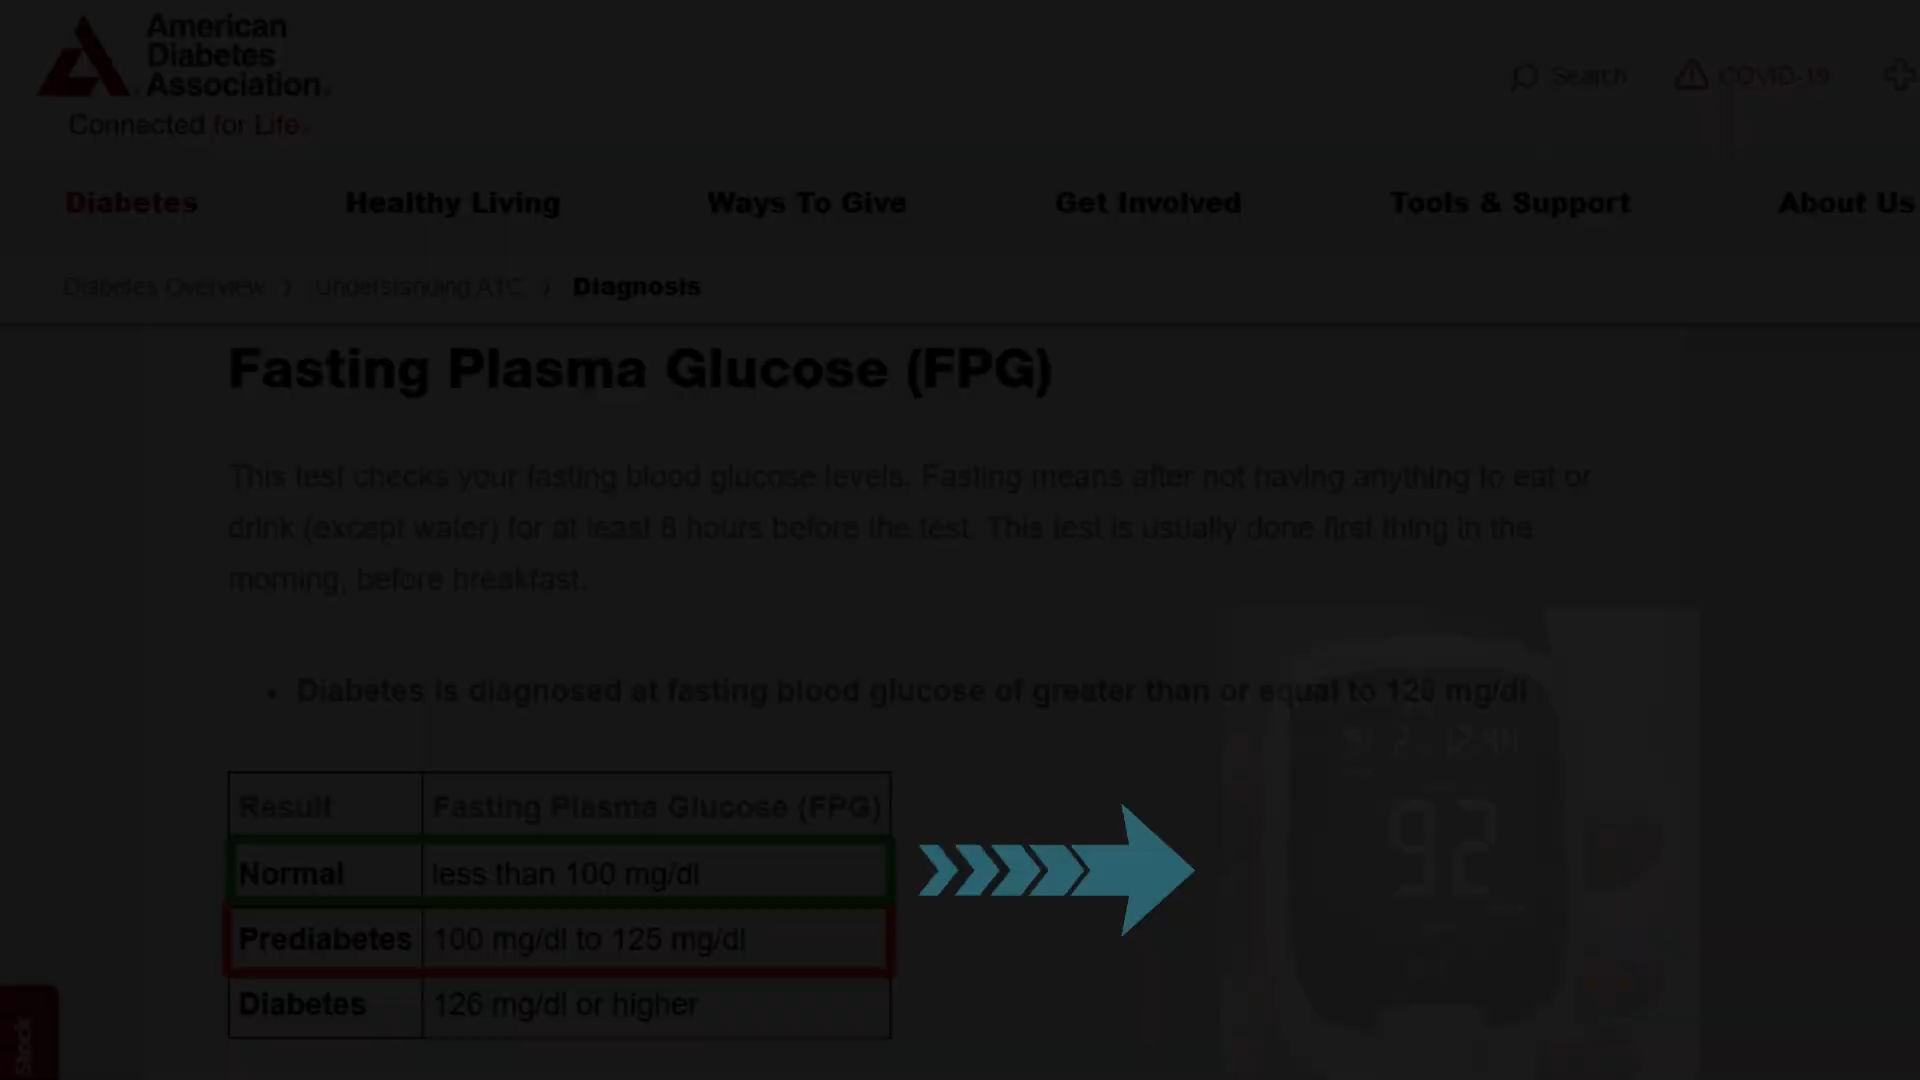 American
Diabetes
Association.
Connected for Life.
Search
COVID-19
Diabetes
Healthy Living
Ways To Give
Get Involved
Tools & Support
About Us
Diabetes Overview
Understanding A1C
Diagnosis
Fasting Plasma Glucose (FPG)
This test checks your fasting blood glucose levels. Fasting means after not having anything to eat or
drink (except water) for at least 8 hours before the test. This test is usually done first thing in the
morning, before breakfast.
• Diabetes is diagnosed at fasting blood glucose of greater than or equal to 126 mg/dl
Result Fasting Plasma Glucose (FPG)
Normal less than 100 mg/dl
Prediabetes 100 mg/dl to 125 mg/dl
Diabetes 126 mg/dl or higher
92
Stock